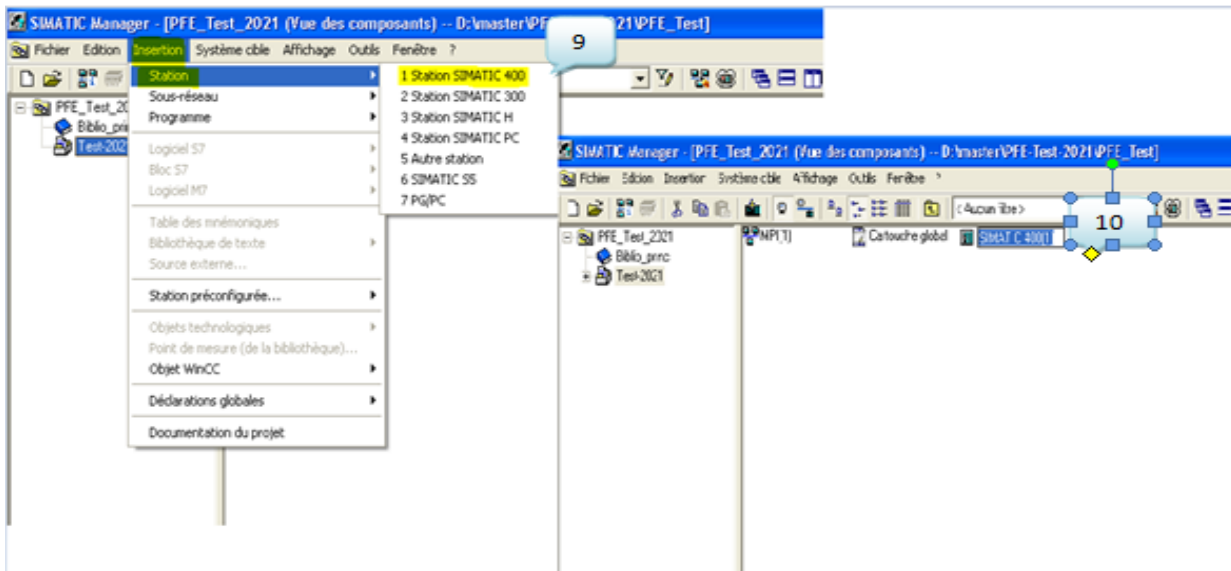 SIMATIC Manager - [PFE_Test_2021 (Vue des composants) -- D:\master\PF
21\PFE_Test]
9
Fichier Edition Insertion Système cible Affichage Outils Fenêtre ?
PFE_Test_20
Biblio_pri
Test-202
Station
Sous-réseau
Programme
Logiciel S7
Bloc S7
Logiciel M7
Table des mnémoniques
Bibliothèque de texte
Source externe...
Station préconfigurée...
Objets technologiques
Point de mesure (de la bibliothèque)...
Objet WinCC
Déclarations globales
Documentation du projet
1 Station SIMATIC 400
2 Station SIMATIC 300
3 Station SIMATIC H
4 Station SIMATIC PC
5 Autre station
6 SIMATIC S5
7 PG/PC
SIMATIC Manager - [PFE_Test_2021 (Vue des composants) -- D:\master\PFE-Test-2021\PFE_Test]
Fichier Edition Insertion Système cible Affichage Outils Fenêtre ?
< Aucun filtre >
10
PFE_Test_2021
Biblio_princ
Test-2021
MPI(1)
Cartouche global
SIMATIC 400(1